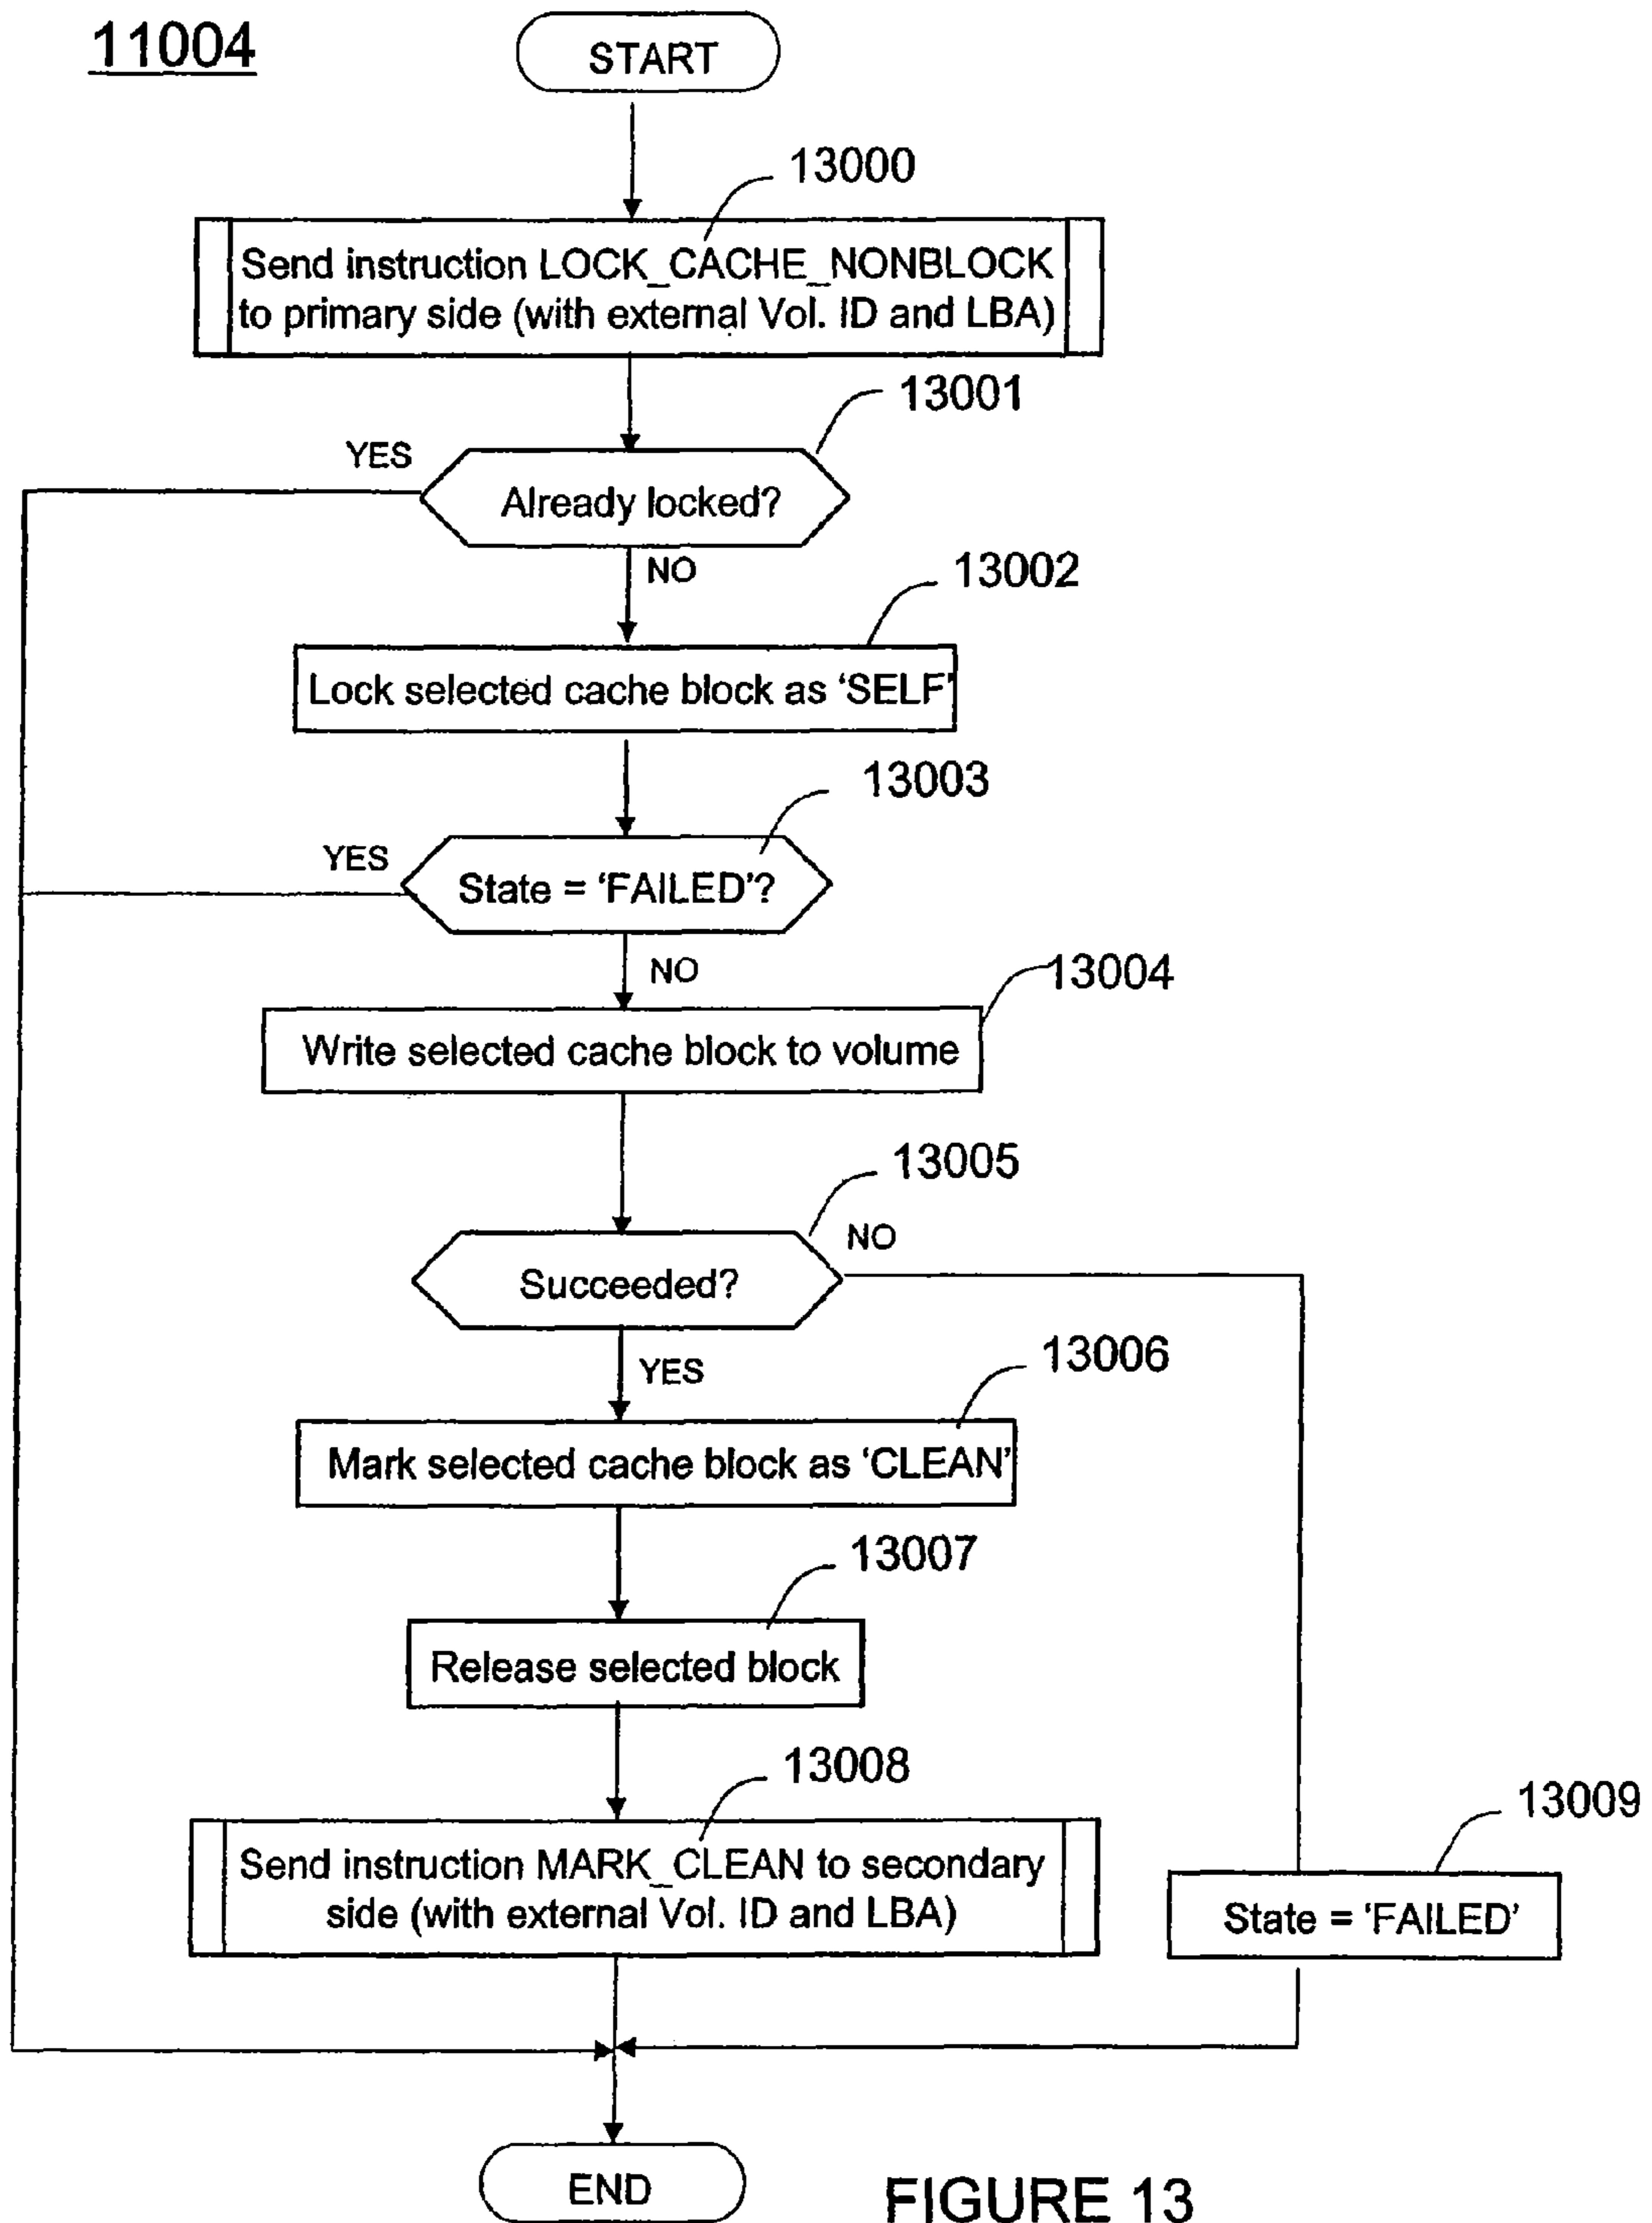 11004
START
13000
Send instruction LOCK_CACHE_NONBLOCK
to primary side (with external Vol. ID and LBA)
13001
YES
Already locked?
NO
13002
Lock selected cache block as ‘SELF’
13003
YES
State = ‘FAILED’?
NO
13004
Write selected cache block to volume
13005
NO
Succeeded?
YES
13006
Mark selected cache block as ‘CLEAN’
13007
Release selected block
13008
Send instruction MARK_CLEAN to secondary
side (with external Vol. ID and LBA)
13009
State = ‘FAILED’
END
FIGURE 13